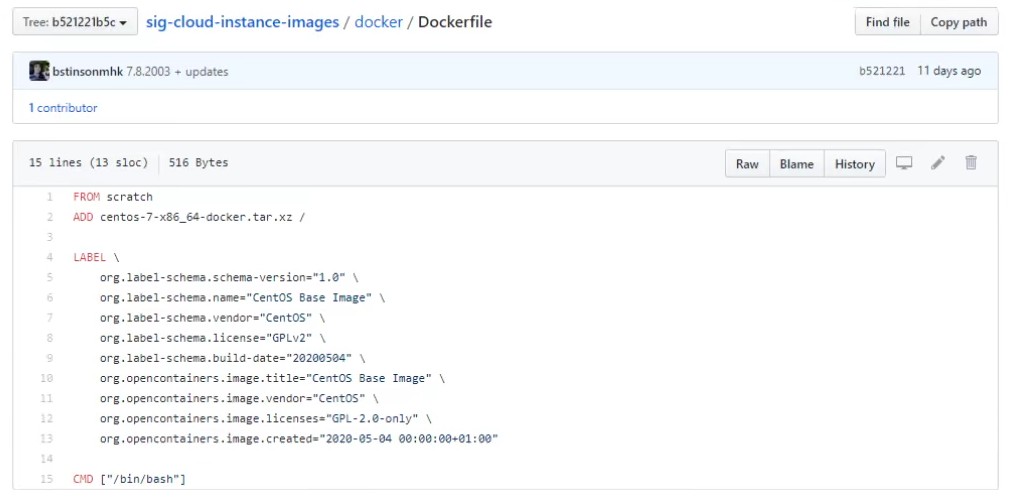 Tree: b521221b5c sig-cloud-instance-images / docker / Dockerfile Find file Copy path
bstinsonmhk 7.8.2003 + updates b521221 11 days ago
1 contributor
15 lines (13 sloc) 516 Bytes Raw Blame History
1 FROM scratch
2 ADD centos-7-x86_64-docker.tar.xz /
3
4 LABEL \
5 org.label-schema.schema-version="1.0" \
6 org.label-schema.name="CentOS Base Image" \
7 org.label-schema.vendor="CentOS" \
8 org.label-schema.license="GPLv2" \
9 org.label-schema.build-date="20200504" \
10 org.opencontainers.image.title="CentOS Base Image" \
11 org.opencontainers.image.vendor="CentOS" \
12 org.opencontainers.image.licenses="GPL-2.0-only" \
13 org.opencontainers.image.created="2020-05-04 00:00:00+01:00"
14
15 CMD ["/bin/bash"]